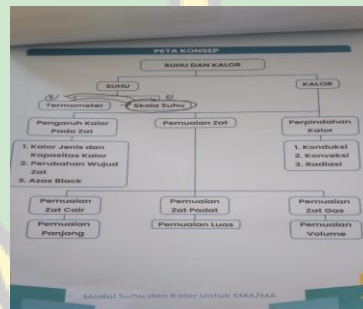 PETA KONSEP
SUHU DAN KALOR
SUHU
KALOR
Termometer
Skala Suhu
Pengaruh Kalor
Pada Zat
Pemuaian Zat
Perpindahan
Kalor
1. Kalor Jenis dan
Kapasitas Kalor
2. Perubahan Wujud
Zat
3. Azas Black
1. Konduksi
2. Konveksi
3. Radiasi
Pemuaian
Zat Cair
Pemuaian
Zat Padat
Pemuaian
Zat Gas
Pemuaian
Panjang
Pemuaian Luas
Pemuaian
Volume
Modul Suhu dan Kalor Untuk SMA/MA